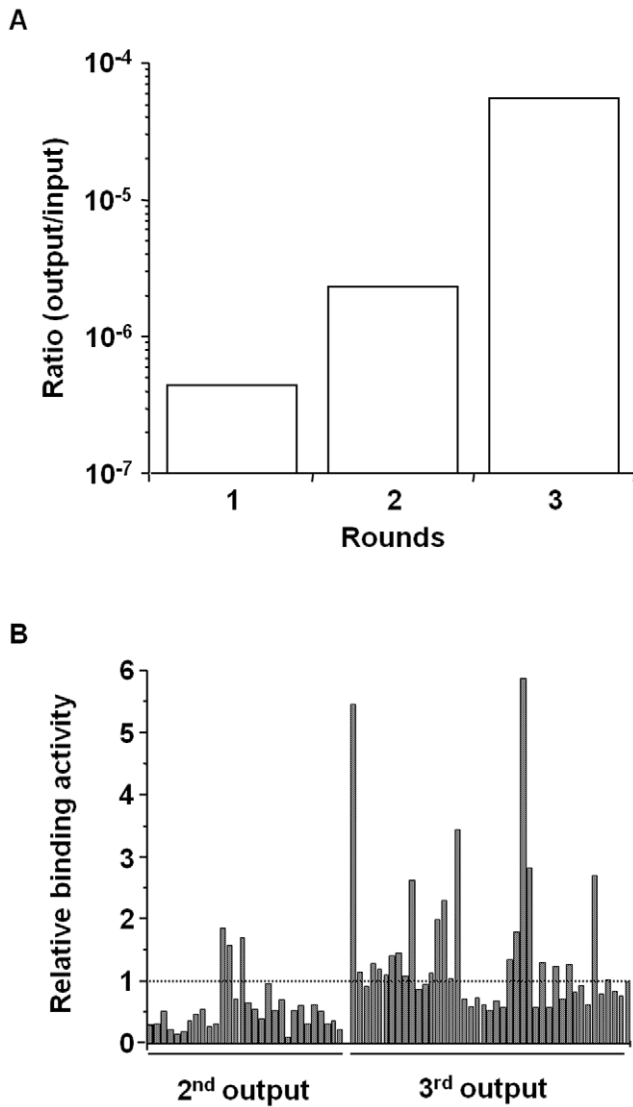 A
Ratio (output/input)
10⁻⁴
10⁻⁵
10⁻⁶
10⁻⁷
1 2 3
Rounds
B
Relative binding activity
6
5
4
3
2
1
0
2nd output 3rd output